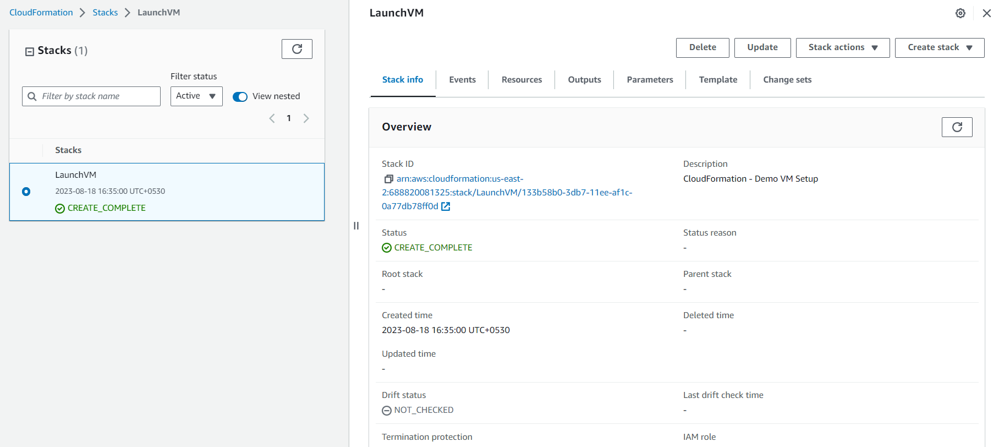 CloudFormation > Stacks > LaunchVM
Stacks (1)
Filter status
Filter by stack name
Active
View nested
1
Stacks
LaunchVM
2023-08-18 16:35:00 UTC+0530
CREATE_COMPLETE
LaunchVM
Delete
Update
Stack actions
Create stack
Stack info
Events
Resources
Outputs
Parameters
Template
Change sets
Overview
Stack ID
arn:aws:cloudformation:us-east-
2:688820081325:stack/LaunchVM/133b58b0-3db7-11ee-af1c-
0a77db78ff0d
Description
CloudFormation - Demo VM Setup
Status
CREATE_COMPLETE
Status reason
-
Root stack
-
Parent stack
-
Created time
2023-08-18 16:35:00 UTC+0530
Deleted time
-
Updated time
-
Drift status
NOT_CHECKED
Last drift check time
-
Termination protection
IAM role